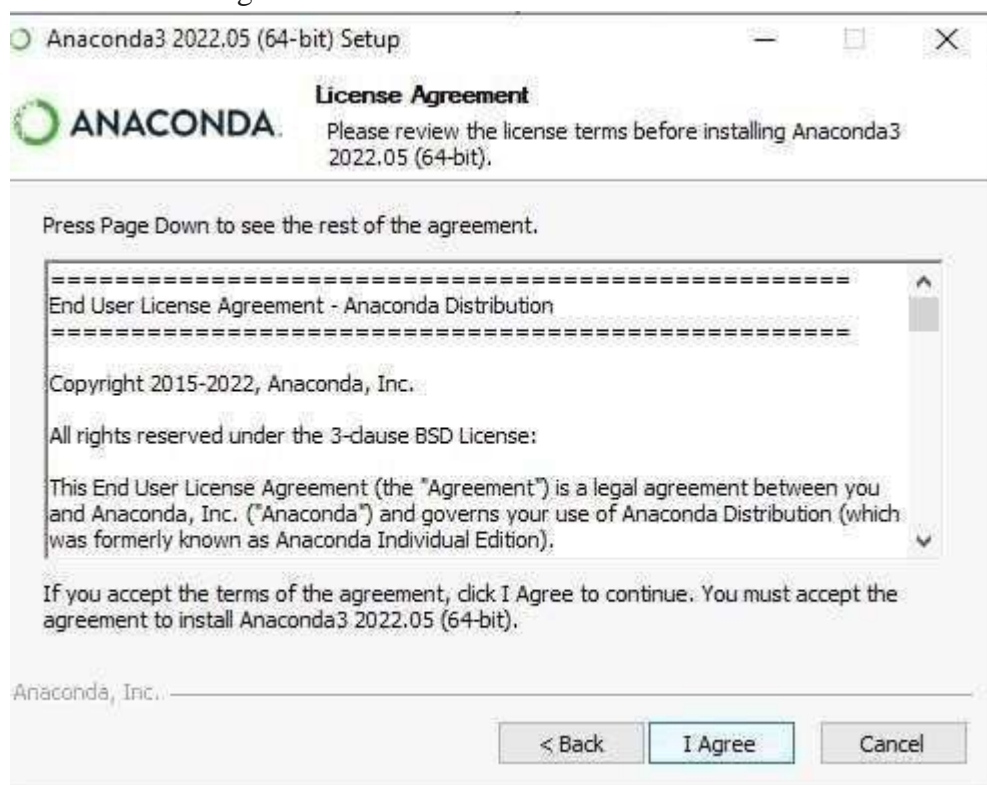 Anaconda3 2022.05 (64-bit) Setup
ANACONDA.
License Agreement
Please review the license terms before installing Anaconda3
2022.05 (64-bit).
Press Page Down to see the rest of the agreement.
====================================================
End User License Agreement - Anaconda Distribution
====================================================
Copyright 2015-2022, Anaconda, Inc.
All rights reserved under the 3-clause BSD License:
This End User License Agreement (the "Agreement") is a legal agreement between you
and Anaconda, Inc. ("Anaconda") and governs your use of Anaconda Distribution (which
was formerly known as Anaconda Individual Edition).
If you accept the terms of the agreement, click I Agree to continue. You must accept the
agreement to install Anaconda3 2022.05 (64-bit).
Anaconda, Inc.
< Back
I Agree
Cancel